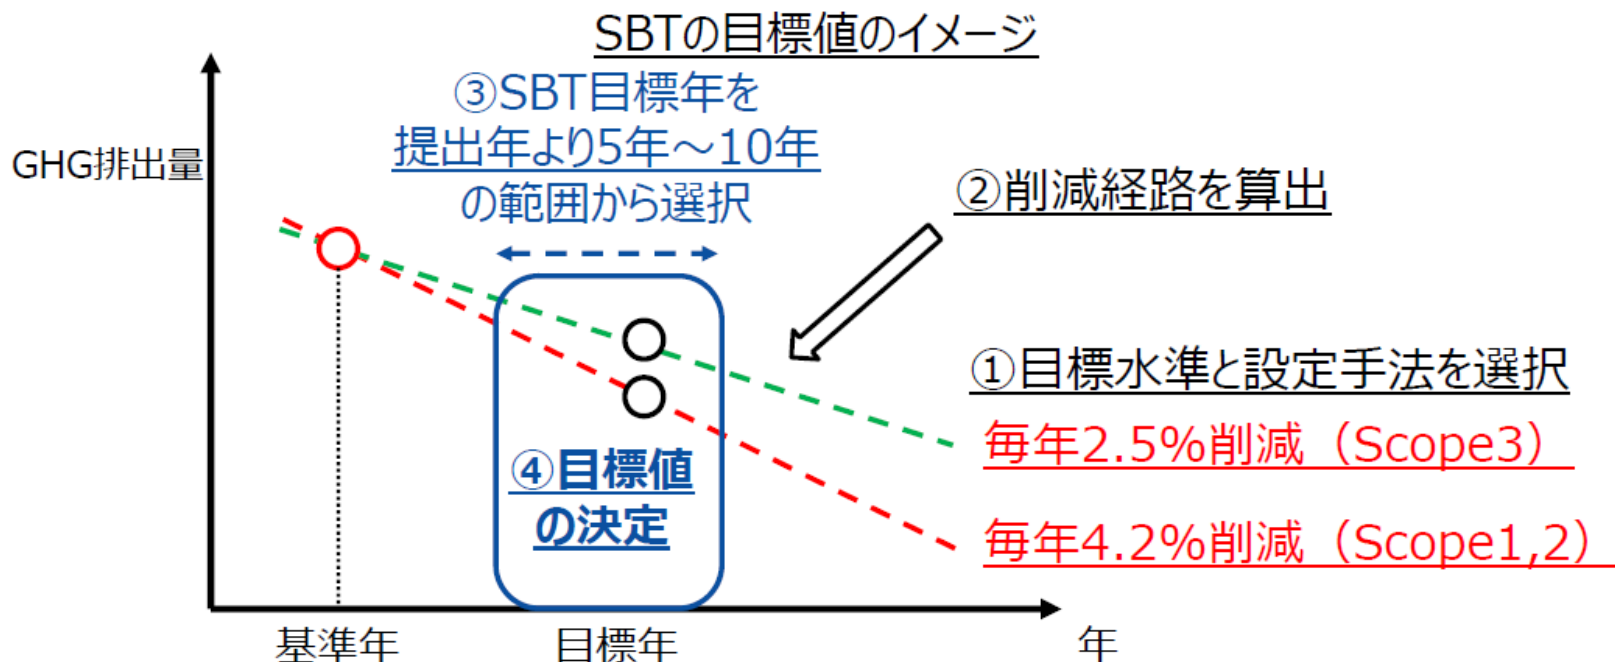 SBTの目標値のイメージ
③SBT目標年を
提出年より5年～10年
の範囲から選択
GHG排出量
②削減経路を算出
①目標水準と設定手法を選択
毎年2.5%削減（Scope3）
毎年4.2%削減（Scope1,2）
④目標値
の決定
基準年
目標年
年